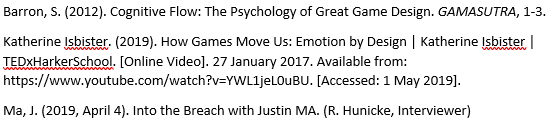 Barron, S. (2012). Cognitive Flow: The Psychology of Great Game Design. GAMASUTRA, 1-3.
Katherine Isbister. (2019). How Games Move Us: Emotion by Design | Katherine Isbister |
TEDxHarkerSchool. [Online Video]. 27 January 2017. Available from:
https://www.youtube.com/watch?v=YWL1jeL0uBU. [Accessed: 1 May 2019].
Ma, J. (2019, April 4). Into the Breach with Justin MA. (R. Hunicke, Interviewer)